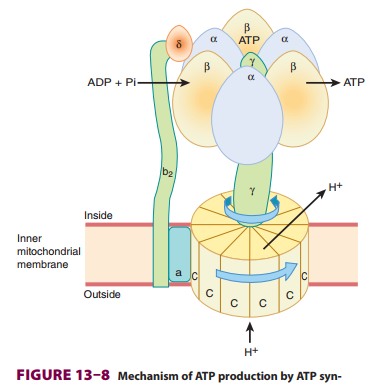 β
ATP
δ
α
α
γ
β
β
α
ADP + Pi
ATP
b2
γ
H+
Inside
Inner
mitochondrial
membrane
a
C
C
C
C
C
C
Outside
H+
FIGURE 13–8 Mechanism of ATP production by ATP syn-